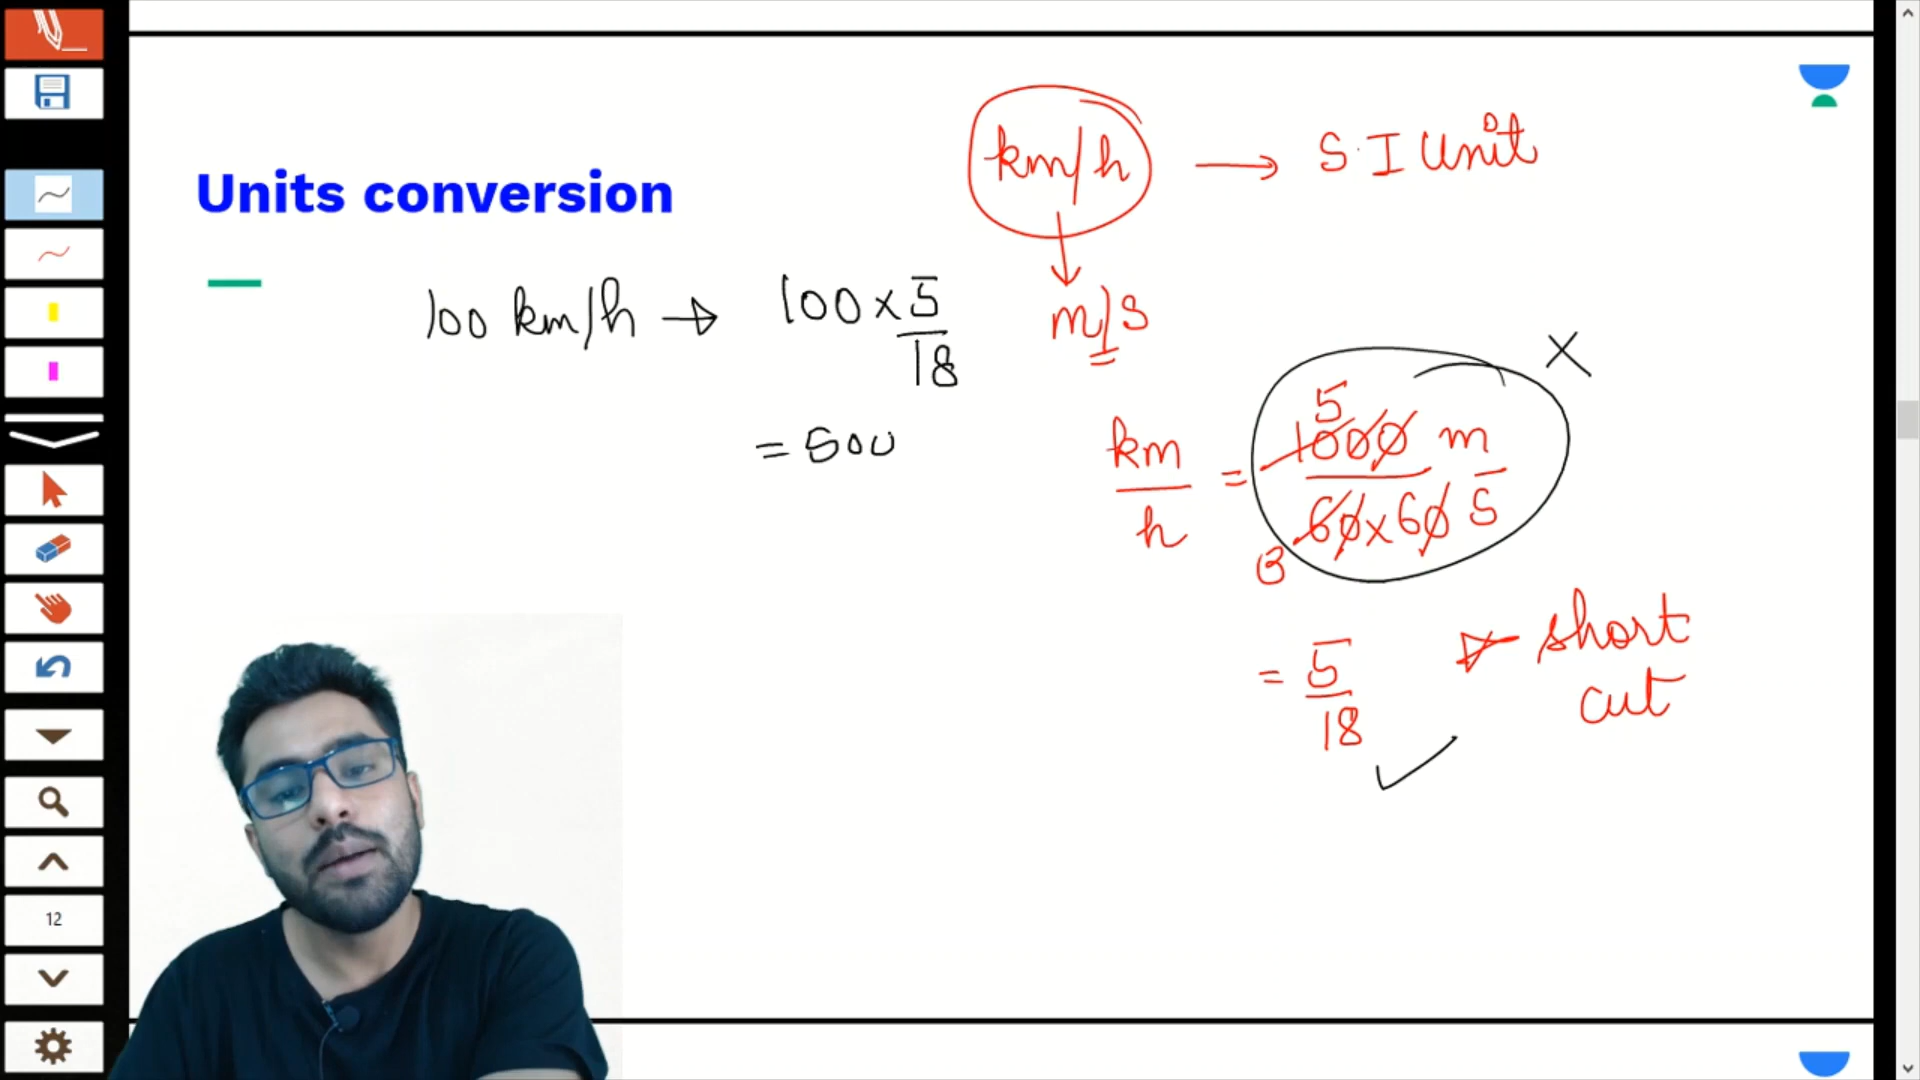 Units conversion
km/h → S.I Unit
↓
m/s
100 km/h → 100 × 5/18
= 500
km/h = 1000 m / 60×60 s
5
3
×
= 5/18
✓
← short
cut
12